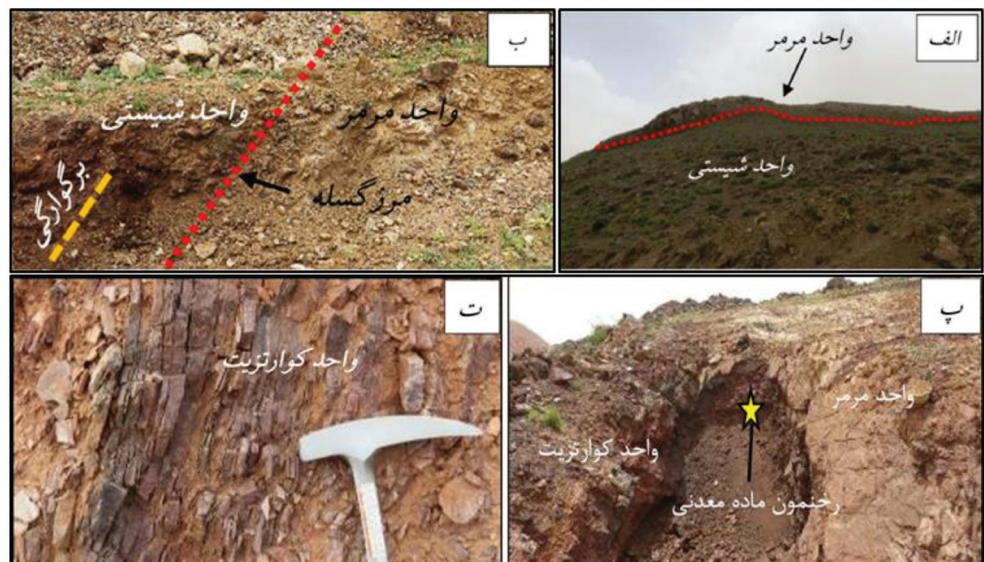 الف
واحد مرمر
واحد شیستی
ب
واحد شیستی
واحد مرمر
برگوارگی
مرز گسله
پ
واحد مرمر
واحد کوارتزیت
رخنمون ماده معدنی
ت
واحد کوارتزیت